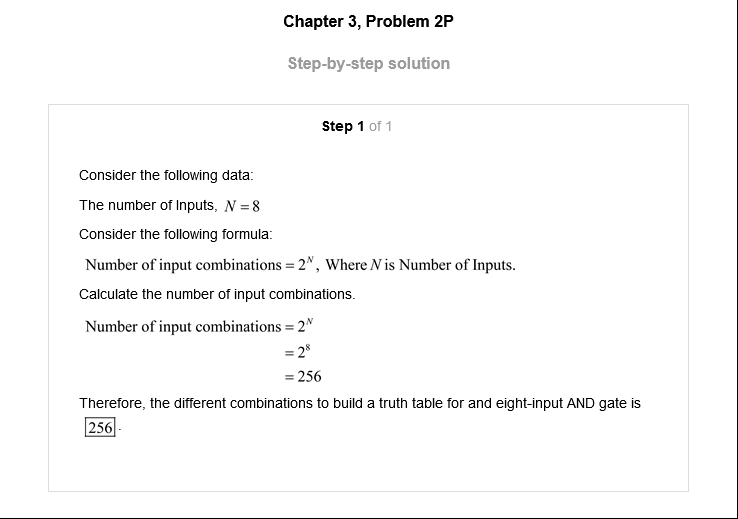 Chapter 3, Problem 2P
Step-by-step solution
Step 1 of 1
Consider the following data:
The number of Inputs, N = 8
Consider the following formula:
Number of input combinations = 2^N, Where N is Number of Inputs.
Calculate the number of input combinations.
Number of input combinations = 2^N
= 2^8
= 256
Therefore, the different combinations to build a truth table for and eight-input AND gate is
256.